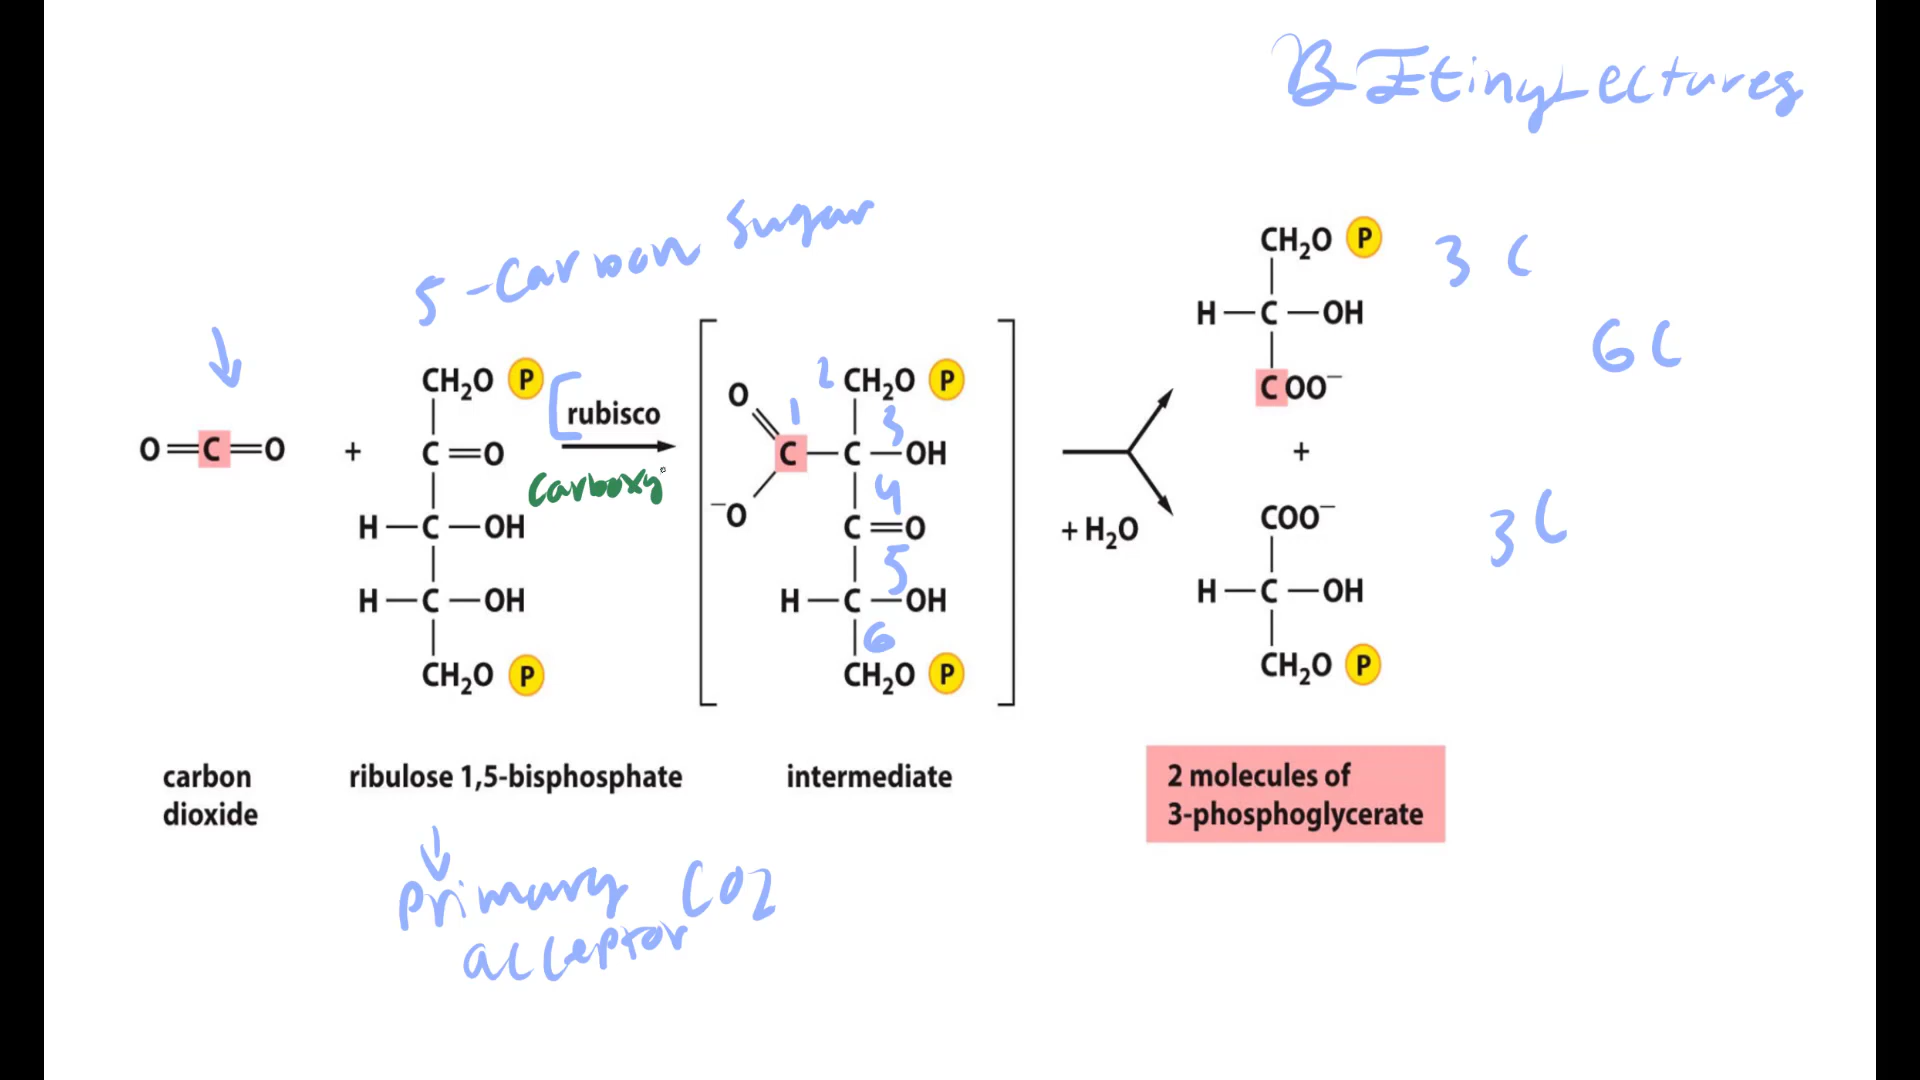 BIotinyLectures
5-Carbon Sugar
O=C=O
+
CH₂O P
C=O
H—C—OH
H—C—OH
CH₂O P
rubisco
Carboxy
O
1
2 CH₂O P
C—C—OH
3
4
⁻O
C=O
5
H—C—OH
6
CH₂O P
+ H₂O
CH₂O P
H—C—OH
COO⁻
+
COO⁻
H—C—OH
CH₂O P
3 C
6 C
3 C
carbon
dioxide
ribulose 1,5-bisphosphate
intermediate
2 molecules of
3-phosphoglycerate
Primary CO2
acceptor